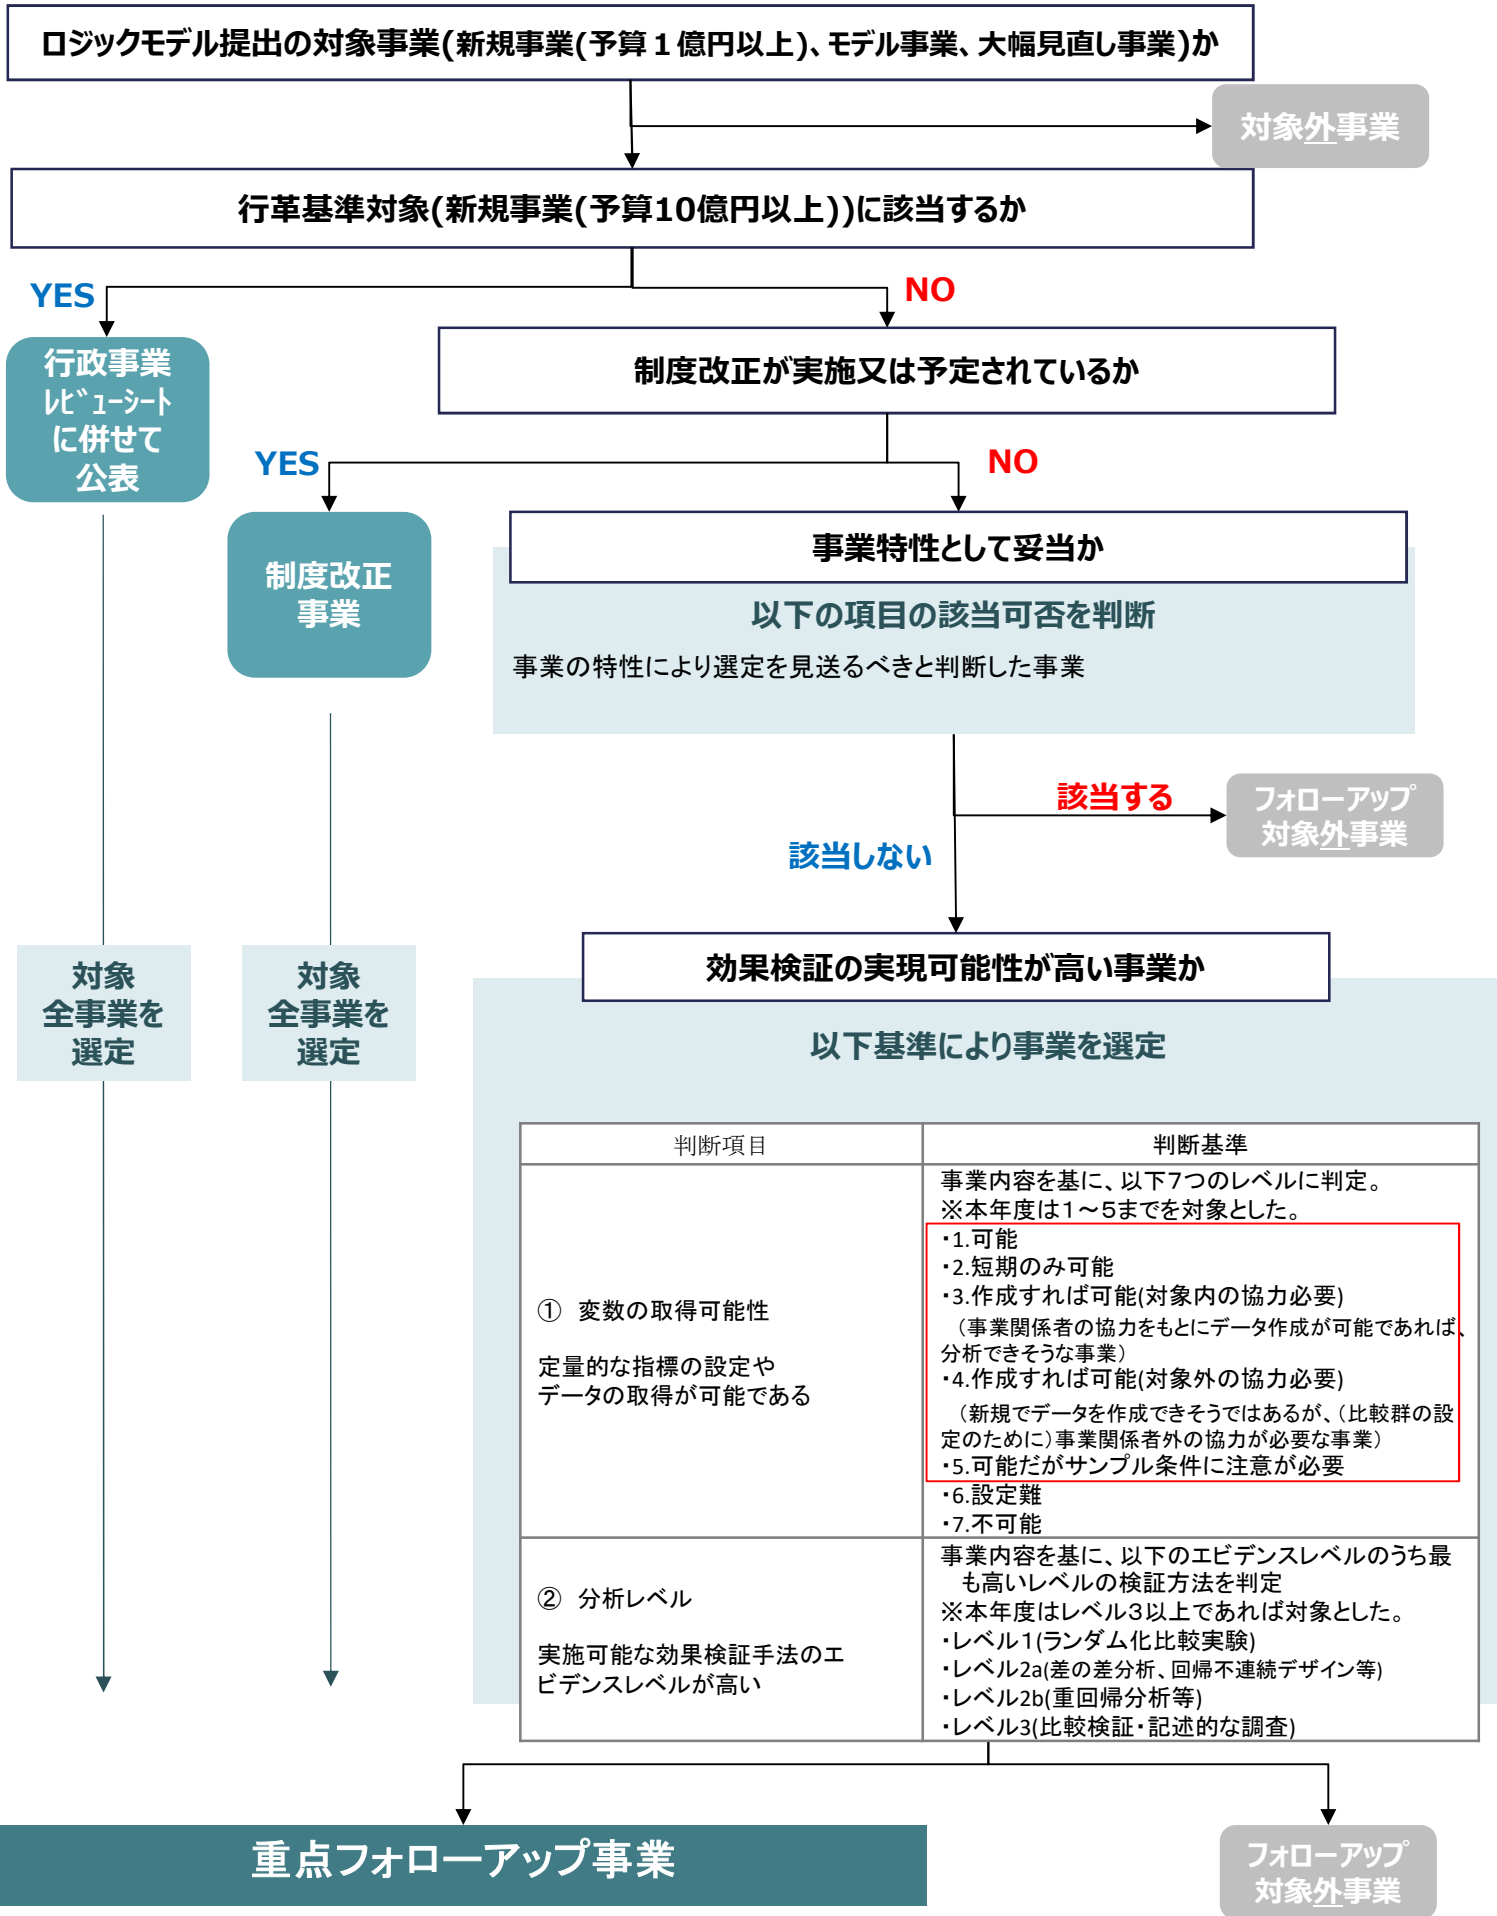 ロジックモデル提出の対象事業(新規事業(予算１億円以上)、モデル事業、大幅見直し事業)か
対象外事業
行革基準対象(新規事業(予算10億円以上))に該当するか
YES
NO
行政事業
ﾚﾋﾞｭｰｼｰﾄ
に併せて
公表
制度改正が実施又は予定されているか
YES
NO
制度改正
事業
事業特性として妥当か
以下の項目の該当可否を判断
事業の特性により選定を見送るべきと判断した事業
該当する
フォローアップ
対象外事業
該当しない
対象
全事業を
選定
対象
全事業を
選定
効果検証の実現可能性が高い事業か
以下基準により事業を選定
判断項目
判断基準
① 変数の取得可能性
定量的な指標の設定や
データの取得が可能である
事業内容を基に、以下7つのレベルに判定。
※本年度は１～５までを対象とした。
・1.可能
・2.短期のみ可能
・3.作成すれば可能(対象内の協力必要)
（事業関係者の協力をもとにデータ作成が可能であれば、
分析できそうな事業）
・4.作成すれば可能(対象外の協力必要)
（新規でデータを作成できそうではあるが、（比較群の設
定のために）事業関係者外の協力が必要な事業）
・5.可能だがサンプル条件に注意が必要
・6.設定難
・7.不可能
② 分析レベル
実施可能な効果検証手法のエ
ビデンスレベルが高い
事業内容を基に、以下のエビデンスレベルのうち最
も高いレベルの検証方法を判定
※本年度はレベル３以上であれば対象とした。
・レベル1(ランダム化比較実験)
・レベル2a(差の差分析、回帰不連続デザイン等)
・レベル2b(重回帰分析等)
・レベル3(比較検証・記述的な調査)
重点フォローアップ事業
フォローアップ
対象外事業